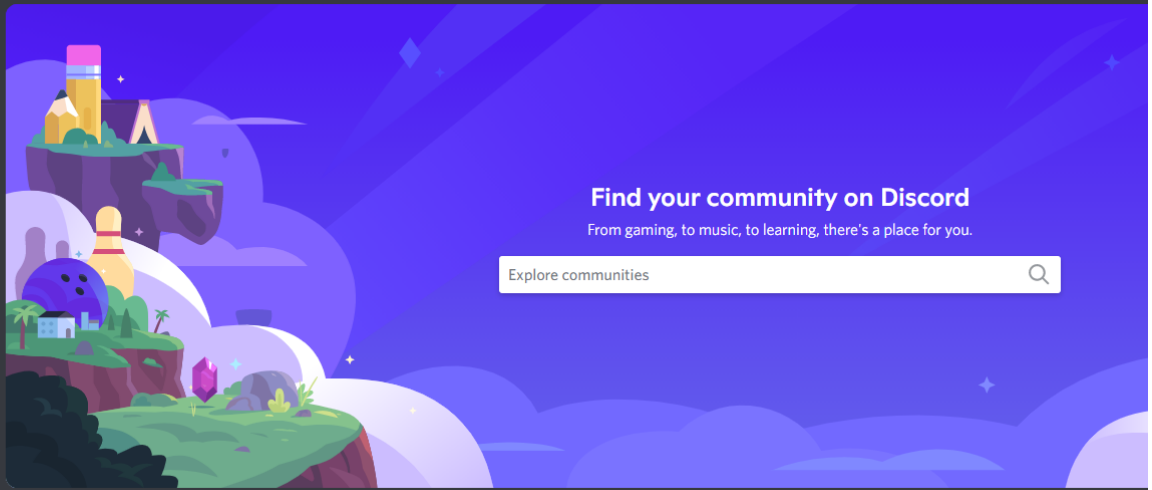 Find your community on Discord
From gaming, to music, to learning, there's a place for you.
Explore communities